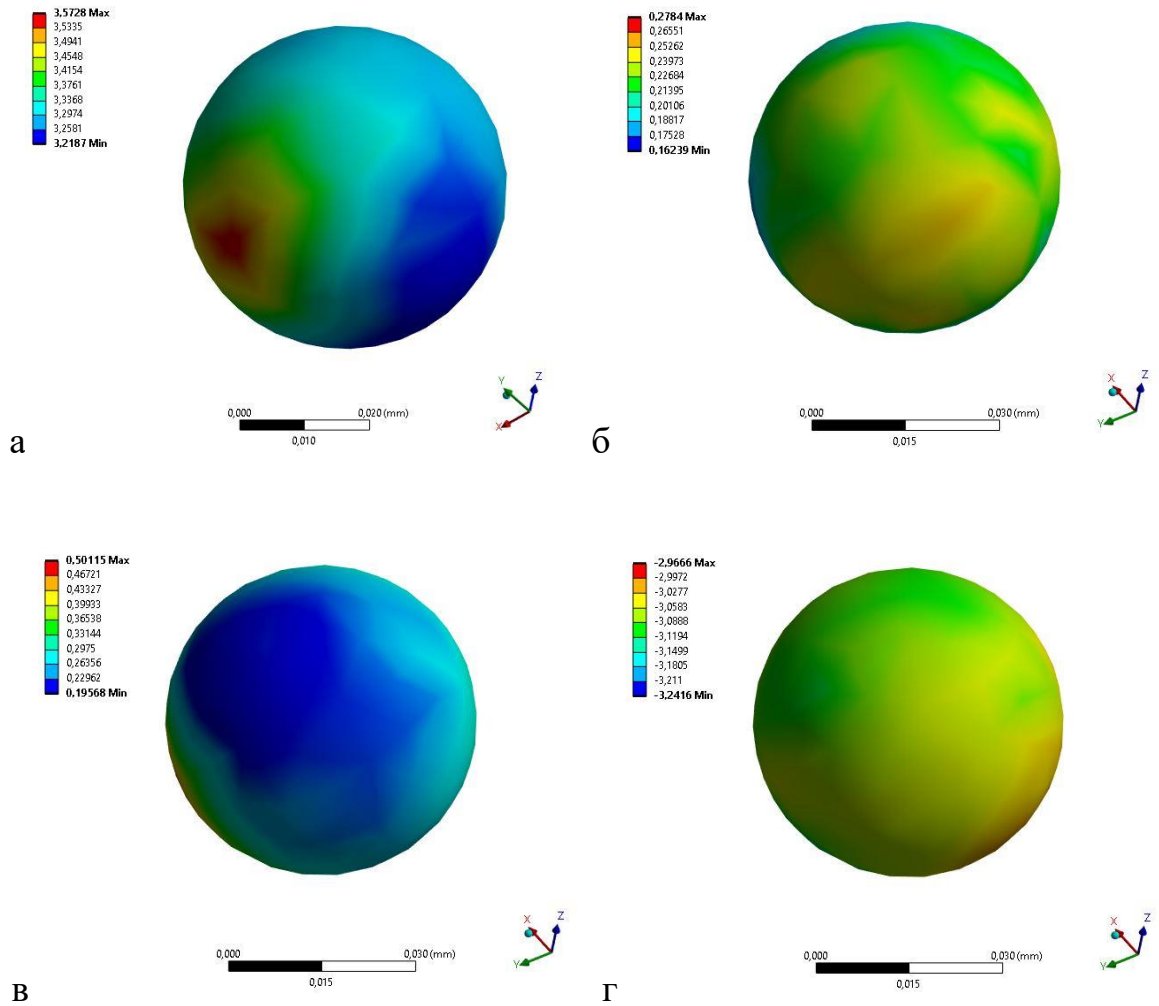 3,5728 Max
3,5335
3,4941
3,4548
3,4154
3,3761
3,3368
3,2974
3,2581
3,2187 Min
Y
Z
X
0,000
0,020 (mm)
0,010
а
0,2784 Max
0,26551
0,25262
0,23973
0,22684
0,21395
0,20106
0,18817
0,17528
0,16239 Min
X
Z
Y
0,000
0,030 (mm)
0,015
б
0,50115 Max
0,46721
0,43327
0,39933
0,36538
0,33144
0,2975
0,26356
0,22962
0,19568 Min
X
Z
Y
0,000
0,030 (mm)
0,015
в
-2,9666 Max
-2,9972
-3,0277
-3,0583
-3,0888
-3,1194
-3,1499
-3,1805
-3,211
-3,2416 Min
X
Z
Y
0,000
0,030 (mm)
0,015
г